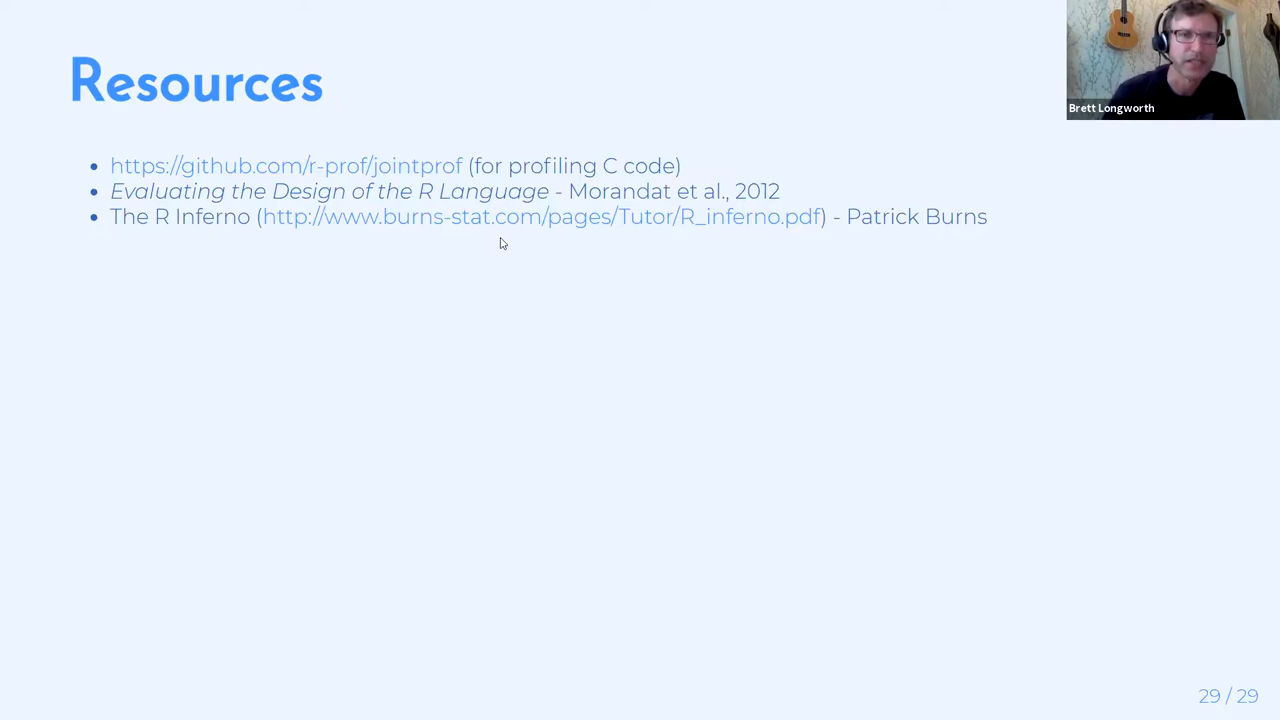 Resources
https://github.com/r-prof/jointprof (for profiling C code)
Evaluating the Design of the R Language - Morandat et al., 2012
The R Inferno (http://www.burns-stat.com/pages/Tutor/R_inferno.pdf) - Patrick Burns
Brett Longworth
29 / 29